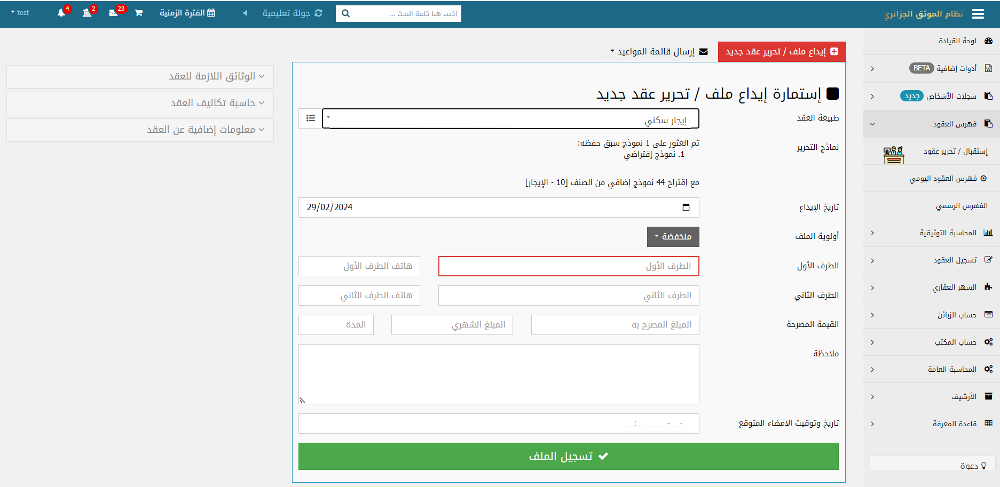 نظام الموثق الجزائري
اكتب هنا كلمة البحث ...
جولة تعليمية
الفترة الزمنية
23
2
4
test
لوحة القيادة
أدوات إضافية BETA
سجلات الأشخاص جديد
فهرس العقود
إستقبال / تحرير عقود
فهرس العقود اليومي
الفهرس الرسمي
المحاسبة التوثيقية
تسجيل العقود
الشهر العقاري
حساب الزبائن
حساب المكتب
المحاسبة العامة
الأرشيف
قاعدة المعرفة
دعوة
إيداع ملف / تحرير عقد جديد
إرسال قائمة المواعيد
إستمارة إيداع ملف / تحرير عقد جديد
طبيعة العقد
إيجار سكني
نماذج التحرير
تم العثور على 1 نموذج سبق حفظه:
1. نموذج إفتراضي
مع إقتراح 44 نموذج إضافي من الصنف [10 - الإيجار]
تاريخ الإيداع
29/02/2024
أولوية الملف
منخفضة
الطرف الأول
الطرف الأول
هاتف الطرف الأول
الطرف الثاني
الطرف الثاني
هاتف الطرف الثاني
القيمة المصرحة
المبلغ المصرح به
المبلغ الشهري
المدة
ملاحظة
تاريخ وتوقيت الامضاء المتوقع
__-__-____ __:__
تسجيل الملف
الوثائق اللازمة للعقد
حاسبة تكاليف العقد
معلومات إضافية عن العقد